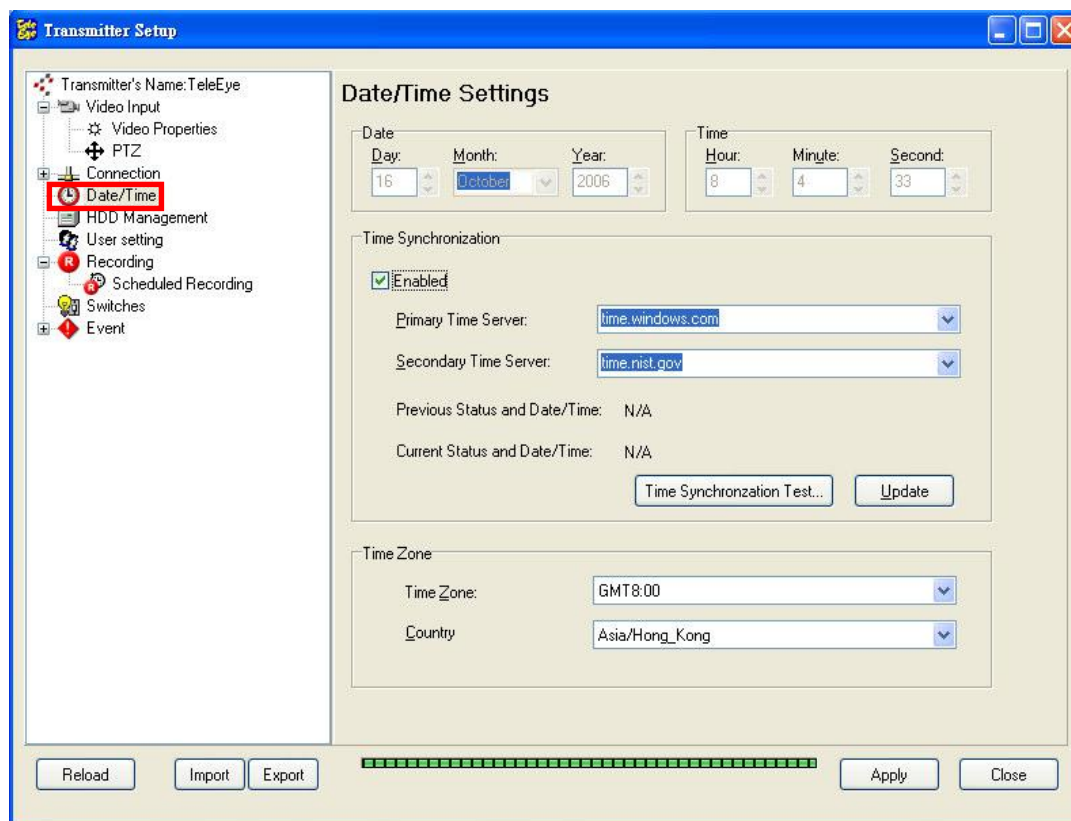 Transmitter Setup
Transmitter's Name:TeleEye
Video Input
Video Properties
PTZ
Connection
Date/Time
HDD Management
User setting
Recording
Scheduled Recording
Switches
Event
Date/Time Settings
Date
Day:
Month:
Year:
16
October
2006
Time
Hour:
Minute:
Second:
8
4
33
Time Synchronization
Enabled
Primary Time Server:
time.windows.com
Secondary Time Server:
time.nist.gov
Previous Status and Date/Time:
N/A
Current Status and Date/Time:
N/A
Time Synchronzation Test...
Update
Time Zone
Time Zone:
GMT8:00
Country
Asia/Hong_Kong
Reload
Import
Export
Apply
Close